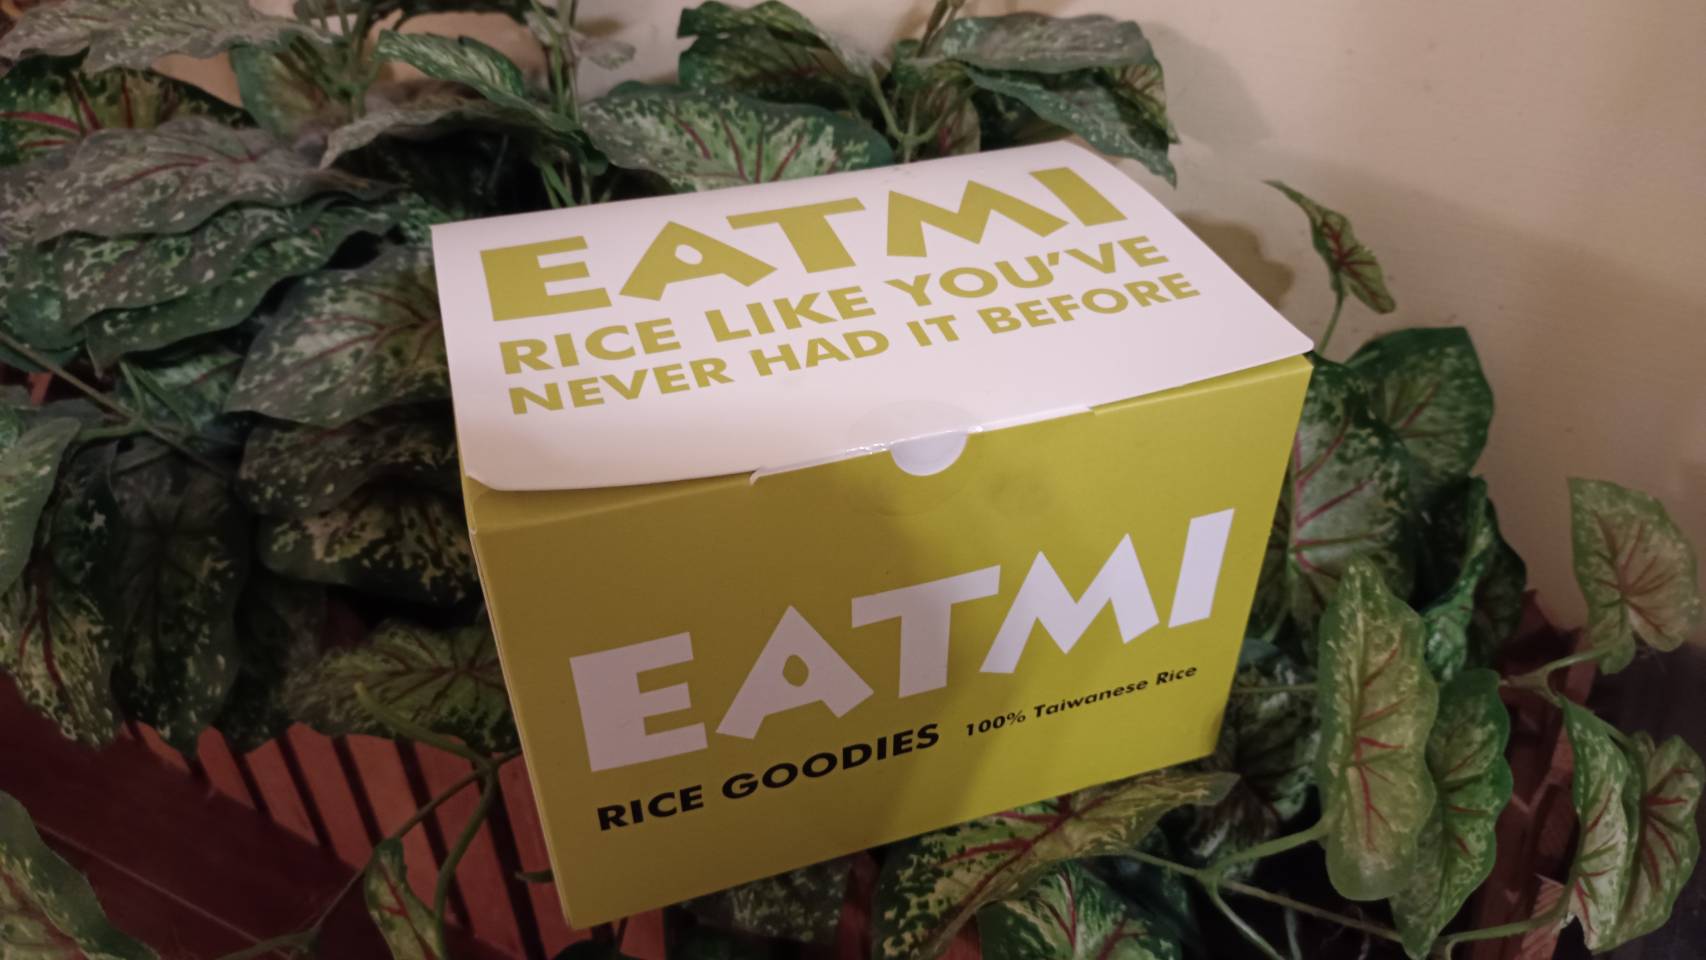 EATMI
RICE LIKE YOU'VE
NEVER HAD IT BEFORE
EATMI
RICE GOODIES 100% Taiwanese Rice